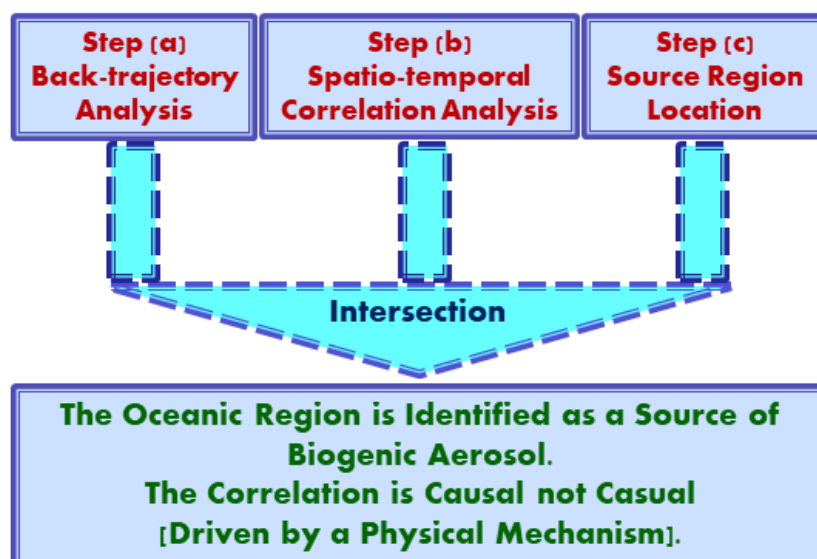 Step (a)
Back-trajectory
Analysis
Step (b)
Spatio-temporal
Correlation Analysis
Step (c)
Source Region
Location
Intersection
The Oceanic Region is Identified as a Source of
Biogenic Aerosol.
The Correlation is Causal not Casual
[Driven by a Physical Mechanism].